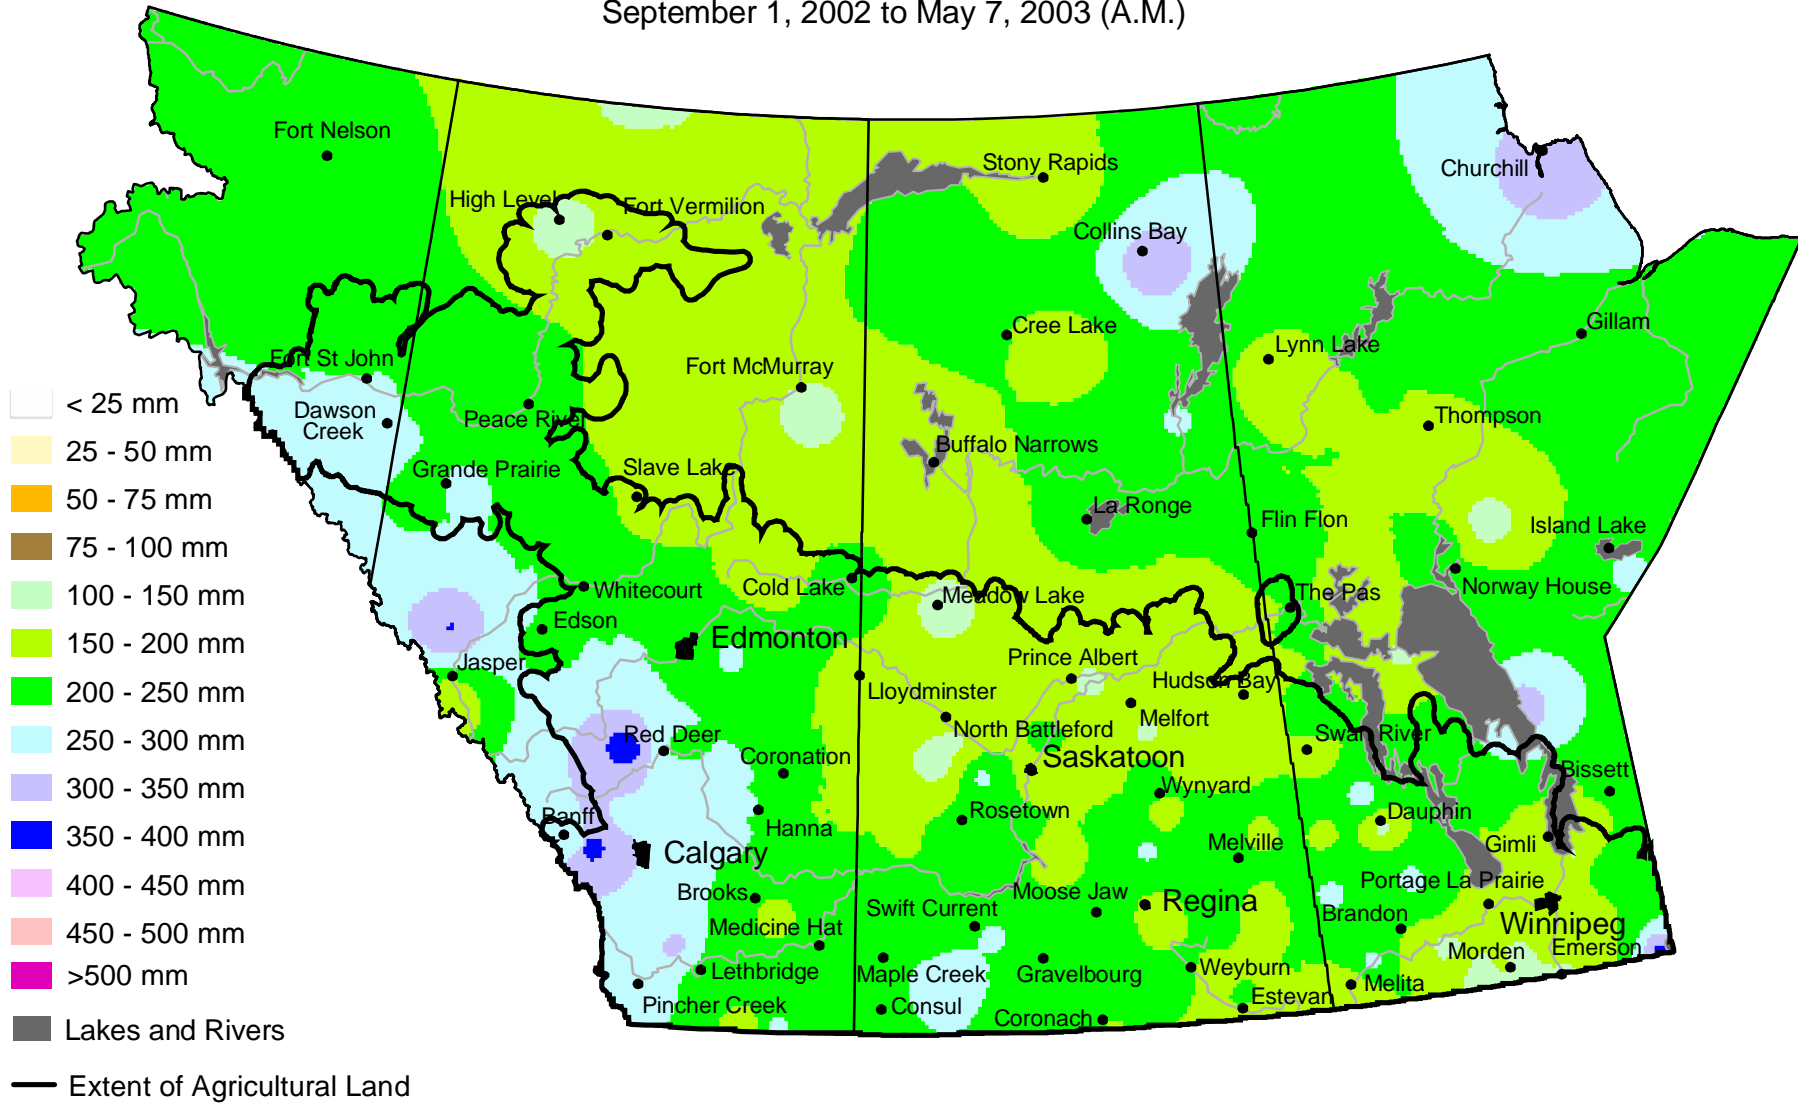 September 1, 2002 to May 7, 2003 (A.M.)
Fort Nelson
Stony Rapids
Churchill
High Level
Fort Vermilion
Collins Bay
Cree Lake
Gillam
Lynn Lake
Fort St John
Fort McMurray
Dawson
Creek
Peace River
Thompson
Buffalo Narrows
Grande Prairie
Slave Lake
La Ronge
Flin Flon
Island Lake
Whitecourt
Cold Lake
Meadow Lake
The Pas
Norway House
Edson
Edmonton
Jasper
Prince Albert
Hudson Bay
Lloydminster
Melfort
North Battleford
Red Deer
Swan River
Coronation
Saskatoon
Bissett
Wynyard
Banff
Hanna
Rosetown
Dauphin
Calgary
Melville
Gimli
Brooks
Moose Jaw
Portage La Prairie
Regina
Swift Current
Brandon
Medicine Hat
Winnipeg
Morden
Emerson
Lethbridge
Maple Creek
Gravelbourg
Weyburn
Melita
Pincher Creek
Consul
Coronach
Estevan
< 25 mm
25 - 50 mm
50 - 75 mm
75 - 100 mm
100 - 150 mm
150 - 200 mm
200 - 250 mm
250 - 300 mm
300 - 350 mm
350 - 400 mm
400 - 450 mm
450 - 500 mm
>500 mm
Lakes and Rivers
Extent of Agricultural Land